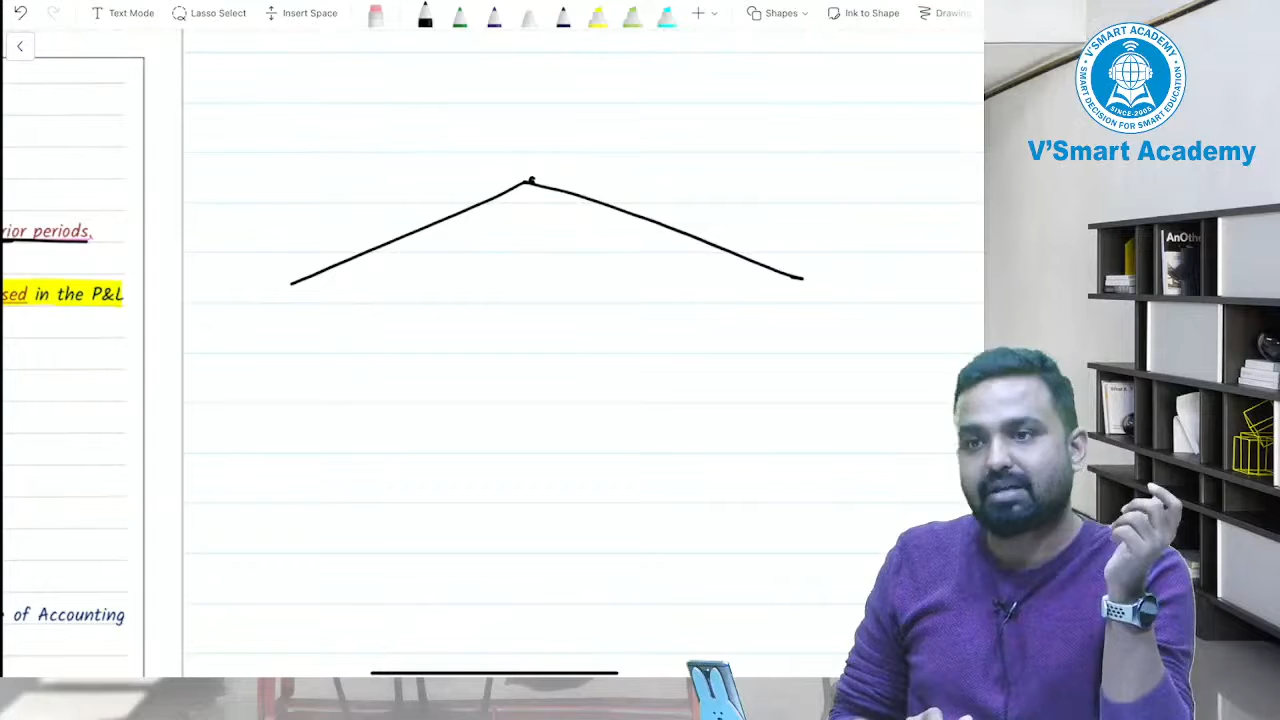 Text Mode
Lasso Select
Insert Space
Shapes
Ink to Shape
Drawing
rior periods,
sed in the P&L
of Accounting
V'SMART ACADEMY
SMART DECISION FOR SMART EDUCATION
SINCE-2005
V'Smart Academy
AnOthe